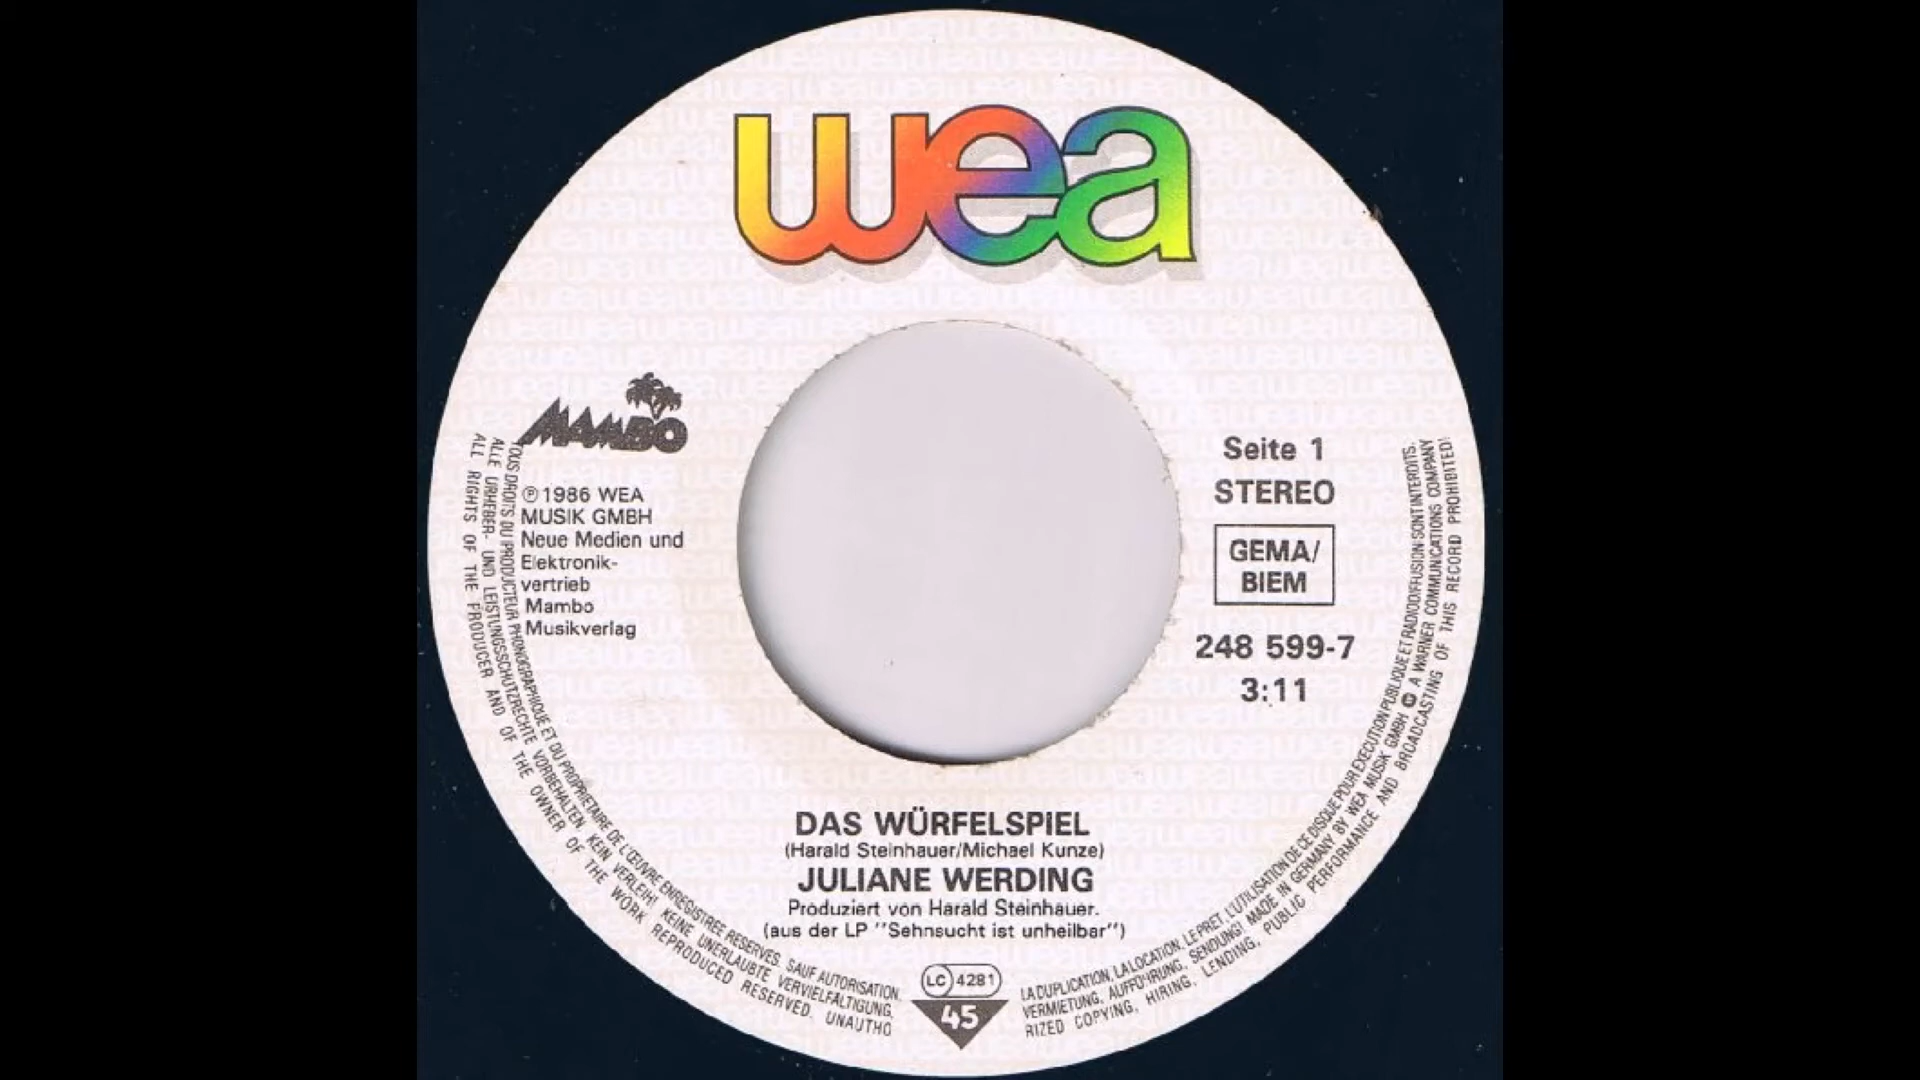 wea
MAMBO
℗1986 WEA
MUSIK GMBH
Neue Medien und
Elektronik-
vertrieb
Mambo
Musikverlag
Seite 1
STEREO
GEMA/
BIEM
248 599-7
3:11
DAS WÜRFELSPIEL
(Harald Steinhauer/Michael Kunze)
JULIANE WERDING
Produziert von Harald Steinhauer.
(aus der LP "Sehnsucht ist unheilbar")
LC 4281
45
TOUS DROITS DU PRODUCTEUR PHONOGRAPHIQUE ET DU PROPRIETAIRE DE L'ŒUVRE ENREGISTREE RESERVES. SAUF AUTORISATION,
LA DUPLICATION, LA LOCATION, LE PRET, L'UTILISATION DE CE DISQUE POUR EXECUTION PUBLIQUE ET RADIODIFFUSION SONT INTERDITS.
ALLE URHEBER- UND LEISTUNGSSCHUTZRECHTE VORBEHALTEN. KEIN VERLEIH! KEINE UNERLAUBTE VERVIELFÄLTIGUNG,
VERMIETUNG, AUFFÜHRUNG, SENDUNG! MADE IN GERMANY BY WEA MUSIK GMBH A WARNER COMMUNICATIONS COMPANY
ALL RIGHTS OF THE PRODUCER AND OF THE OWNER OF THE WORK REPRODUCED RESERVED. UNAUTHO
RIZED COPYING, HIRING, LENDING, PUBLIC PERFORMANCE AND BROADCASTING OF THIS RECORD PROHIBITED!